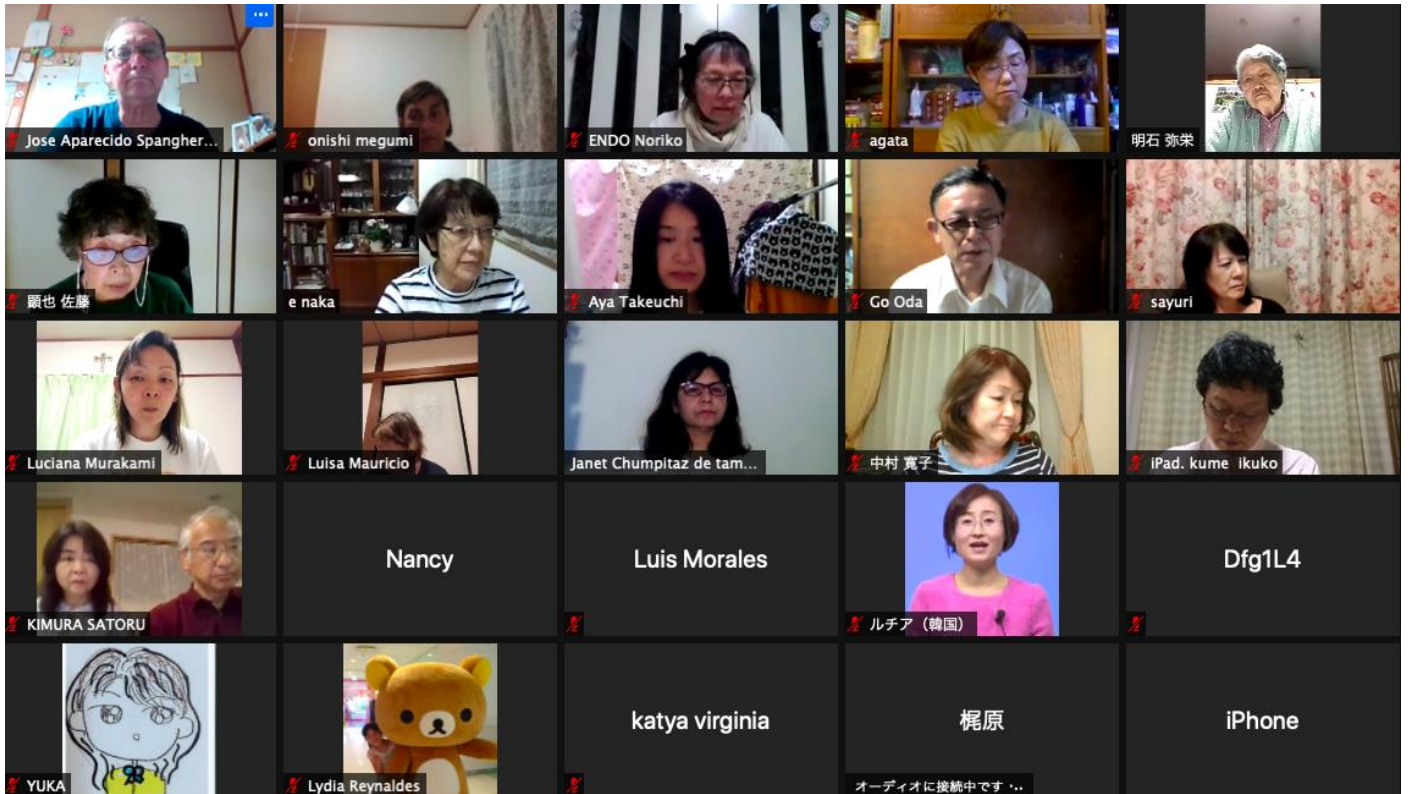 Jose Aparecido Spangher...
onishi megumi
ENDO Noriko
agata
明石 弥栄
顕也 佐藤
e naka
Aya Takeuchi
Go Oda
sayuri
Luciana Murakami
Luisa Mauricio
Janet Chumpitaz de tam...
中村 寛子
iPad. kume ikuko
KIMURA SATORU
Nancy
Luis Morales
ルチア（韓国）
Dfg1L4
YUKA
Lydia Reynaldes
katya virginia
梶原
オーディオに接続中です・..
iPhone